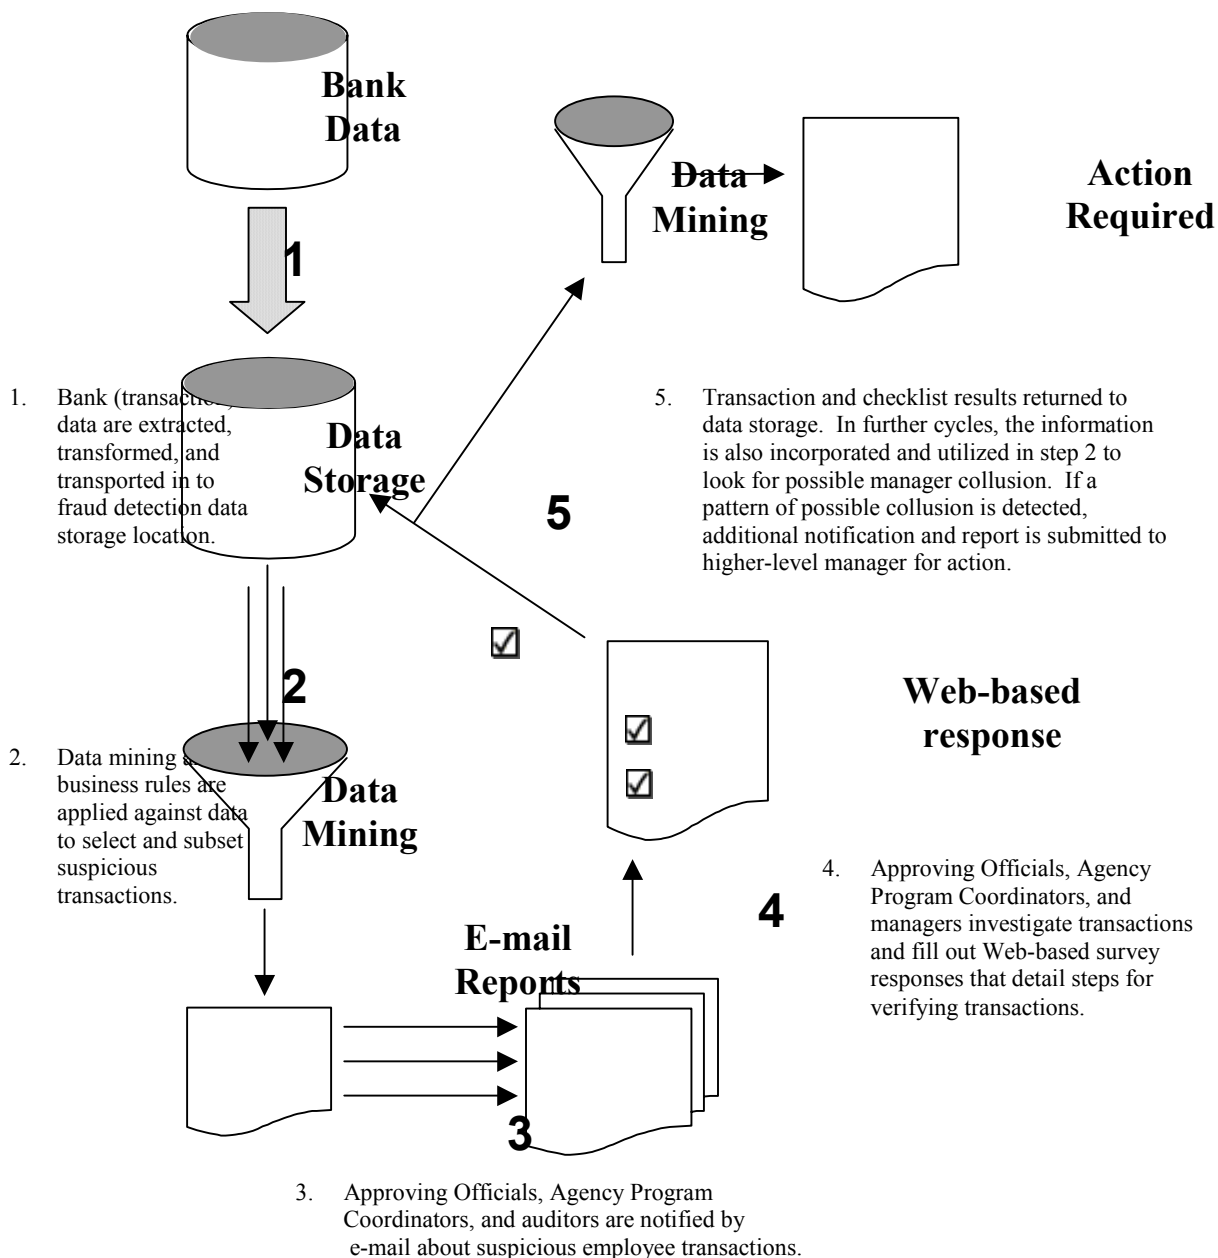 Bank
Data
Data
Mining
Action
Required
1
1. Bank (transaction)
data are extracted,
transformed, and
transported in to
fraud detection data
storage location.
Data
Storage
5
5. Transaction and checklist results returned to
data storage. In further cycles, the information
is also incorporated and utilized in step 2 to
look for possible manager collusion. If a
pattern of possible collusion is detected,
additional notification and report is submitted to
higher-level manager for action.
2
2. Data mining
business rules are
applied against data
to select and subset
suspicious
transactions.
Data
Mining
Web-based
response
4
4. Approving Officials, Agency
Program Coordinators, and
managers investigate transactions
and fill out Web-based survey
responses that detail steps for
verifying transactions.
E-mail
Reports
3
3. Approving Officials, Agency Program
Coordinators, and auditors are notified by
e-mail about suspicious employee transactions.